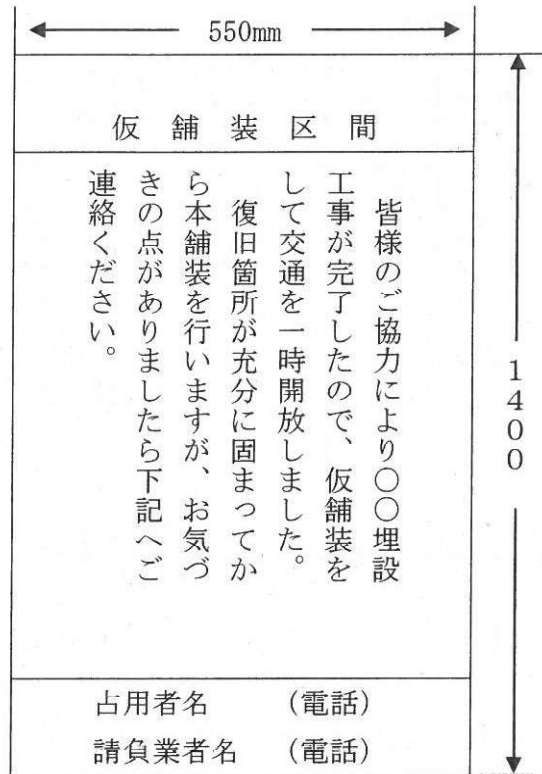 550mm
仮舗装区間
皆様のご協力により○○埋設
工事が完了したので、仮舗装を
して交通を一時開放しました。
復旧箇所が充分に固まってか
ら本舗装を行いますが、お気づ
きの点がありましたら下記へご
連絡ください。
1400
占用者名 (電話)
請負業者名 (電話)